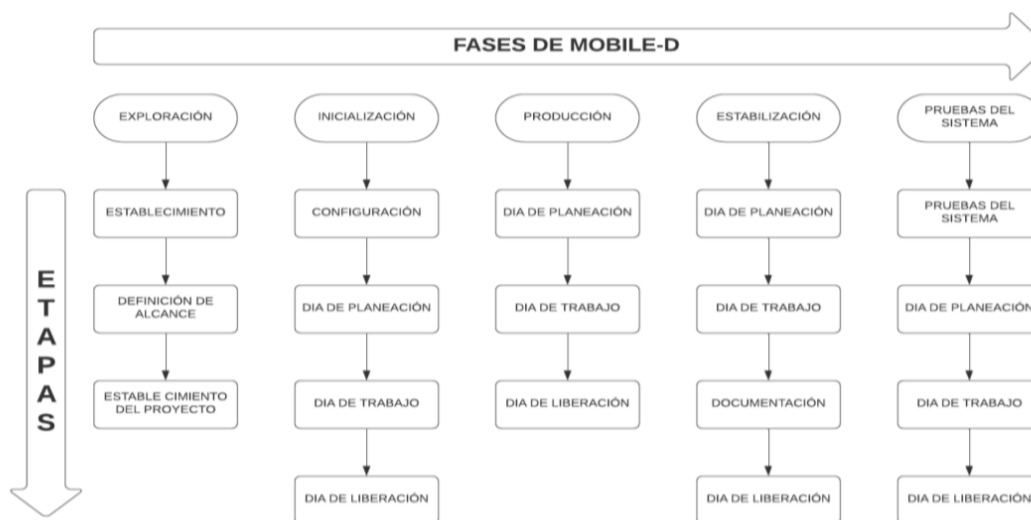 FASES DE MOBILE-D
EXPLORACIÓN
INICIALIZACIÓN
PRODUCCIÓN
ESTABILIZACIÓN
PRUEBAS DEL
SISTEMA
ETAPAS
ESTABLECIMIENTO
CONFIGURACIÓN
DIA DE PLANEACIÓN
DIA DE PLANEACIÓN
PRUEBAS DEL
SISTEMA
DEFINICIÓN DE
ALCANCE
DIA DE PLANEACIÓN
DIA DE TRABAJO
DIA DE TRABAJO
DIA DE PLANEACIÓN
ESTABLE CIMIENTO
DEL PROYECTO
DIA DE TRABAJO
DIA DE LIBERACIÓN
DOCUMENTACIÓN
DIA DE TRABAJO
DIA DE LIBERACIÓN
DIA DE LIBERACIÓN
DIA DE LIBERACIÓN